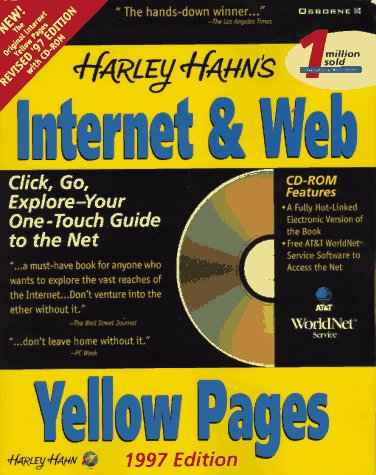 NEW!
The
Original Internet
Yellow Pages
REVISED '97 EDITION
with CD-ROM
" The hands-down winner..."
—The Los Angeles Times
OSBORNE
1 million
sold
HARLEY HAHN'S
Internet & Web
Click, Go,
Explore–Your
One-Touch Guide
to the Net
"...a must-have book for anyone who
wants to explore the vast reaches of
the Internet...Don't venture into the
ether without it."
—The Wall Street Journal
"...don't leave home without it."
—PC Week
CD-ROM
Features
• A Fully Hot-Linked
Electronic Version of
the Book
• Free AT&T WorldNet℠
Service Software to
Access the Net
AT&T
WorldNet℠
Service
Yellow Pages
HARLEY HAHN
1997 Edition